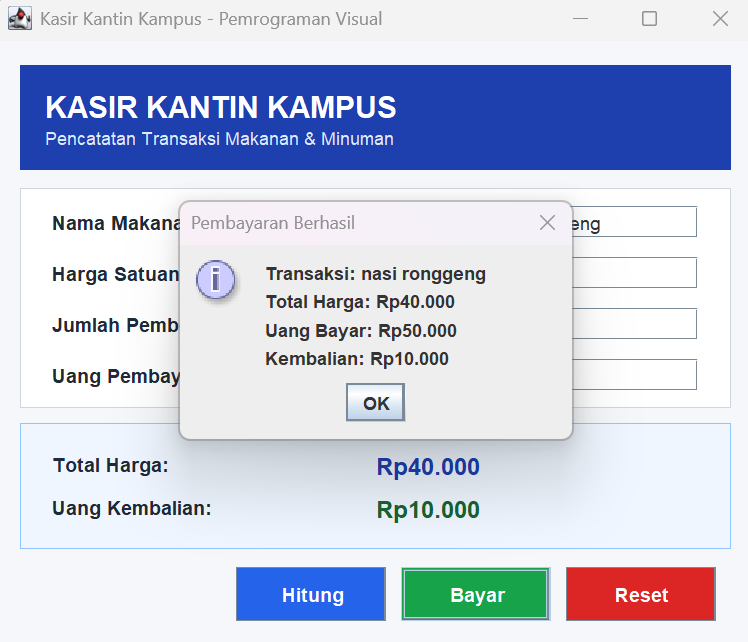 Kasir Kantin Kampus - Pemrograman Visual
KASIR KANTIN KAMPUS
Pencatatan Transaksi Makanan & Minuman
Nama Makana
eng
Harga Satuan
Jumlah Pemb
Uang Pembay
Pembayaran Berhasil
i
Transaksi: nasi ronggeng
Total Harga: Rp40.000
Uang Bayar: Rp50.000
Kembalian: Rp10.000
OK
Total Harga: Rp40.000
Uang Kembalian: Rp10.000
Hitung Bayar Reset